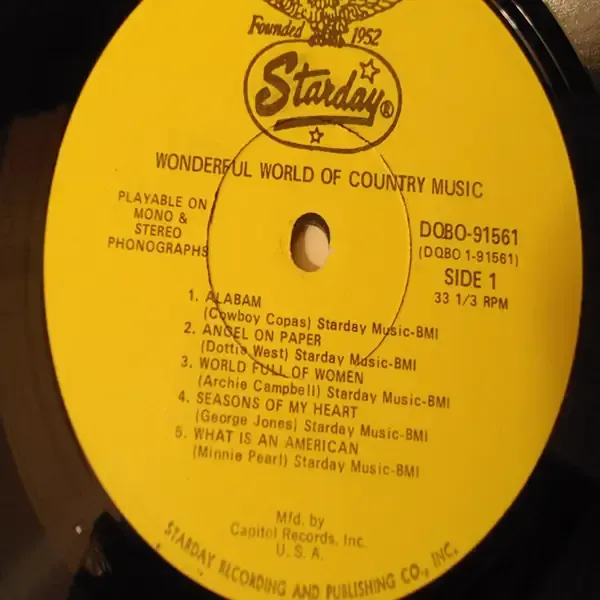 Founded 1952
Starday®
WONDERFUL WORLD OF COUNTRY MUSIC
PLAYABLE ON
MONO &
STEREO
PHONOGRAPHS
DQBO-91561
(DQBO 1-91561)
SIDE 1
33 1/3 RPM
1. ALABAM
(Cowboy Copas) Starday Music-BMI
2. ANGEL ON PAPER
(Dottie West) Starday Music-BMI
3. WORLD FULL OF WOMEN
(Archie Campbell) Starday Music-BMI
4. SEASONS OF MY HEART
(George Jones) Starday Music-BMI
5. WHAT IS AN AMERICAN
(Minnie Pearl) Starday Music-BMI
Mfd. by
Capitol Records, Inc.
U. S. A.
STARDAY RECORDING AND PUBLISHING CO., INC.